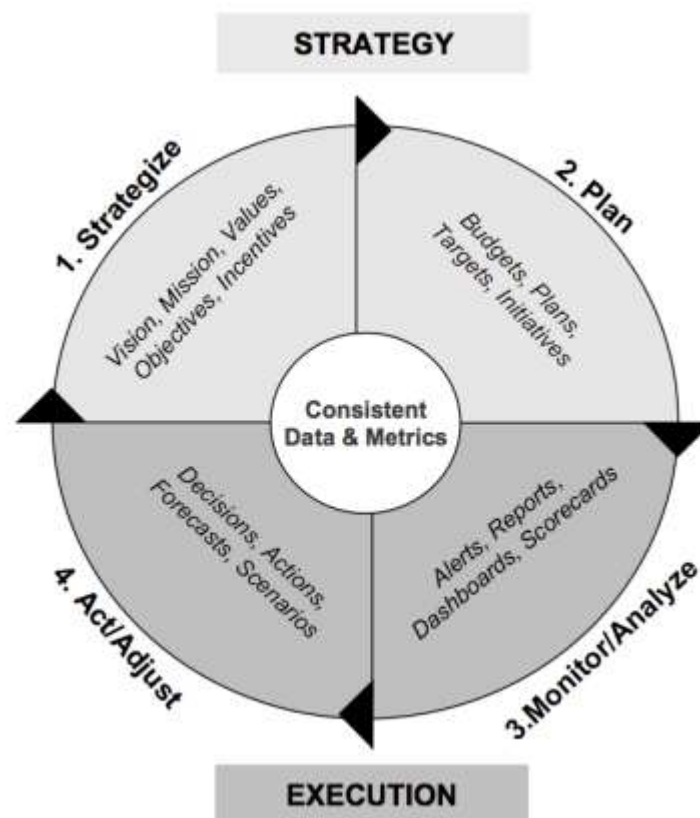 STRATEGY
1. Strategize
2. Plan
Vision, Mission, Values,
Objectives, Incentives
Budgets, Plans,
Targets, Initiatives
Consistent
Data & Metrics
Decisions, Actions,
Forecasts, Scenarios
Alerts, Reports,
Dashboards, Scorecards
4. Act/Adjust
3.Monitor/Analyze
EXECUTION